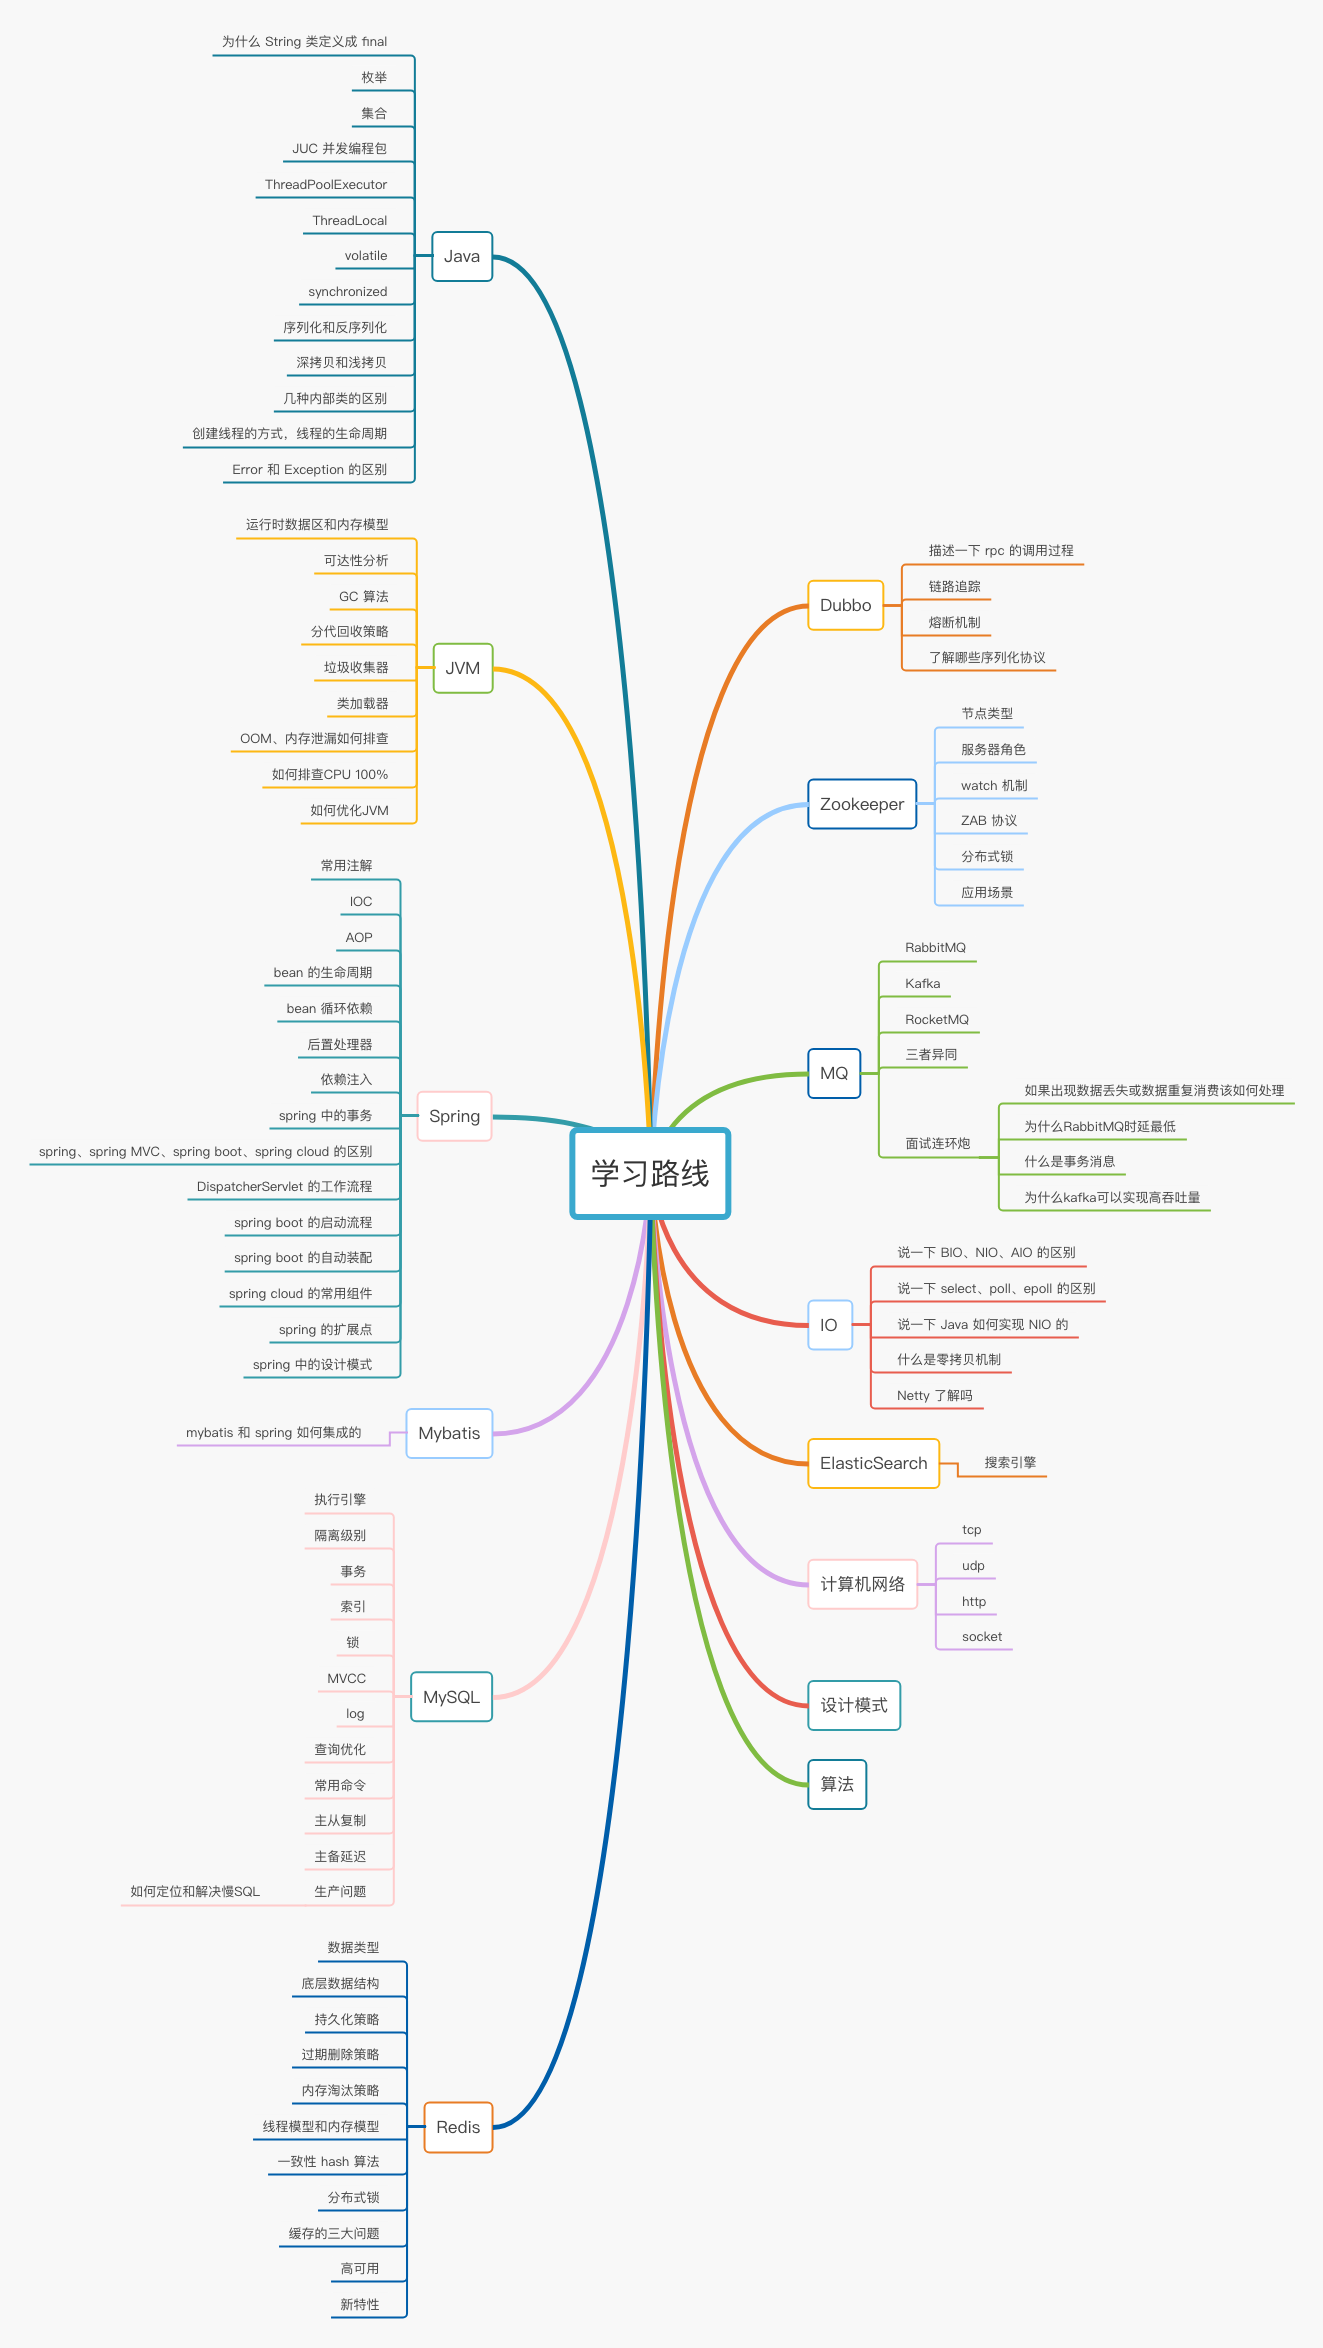 学习路线
Java
为什么 String 类定义成 final
枚举
集合
JUC 并发编程包
ThreadPoolExecutor
ThreadLocal
volatile
synchronized
序列化和反序列化
深拷贝和浅拷贝
几种内部类的区别
创建线程的方式，线程的生命周期
Error 和 Exception 的区别
JVM
运行时数据区和内存模型
可达性分析
GC 算法
分代回收策略
垃圾收集器
类加载器
OOM、内存泄漏如何排查
如何排查CPU 100%
如何优化JVM
Spring
常用注解
IOC
AOP
bean 的生命周期
bean 循环依赖
后置处理器
依赖注入
spring 中的事务
spring、spring MVC、spring boot、spring cloud 的区别
DispatcherServlet 的工作流程
spring boot 的启动流程
spring boot 的自动装配
spring cloud 的常用组件
spring 的扩展点
spring 中的设计模式
Mybatis
mybatis 和 spring 如何集成的
MySQL
执行引擎
隔离级别
事务
索引
锁
MVCC
log
查询优化
常用命令
主从复制
主备延迟
生产问题
如何定位和解决慢SQL
Redis
数据类型
底层数据结构
持久化策略
过期删除策略
内存淘汰策略
线程模型和内存模型
一致性 hash 算法
分布式锁
缓存的三大问题
高可用
新特性
Dubbo
描述一下 rpc 的调用过程
链路追踪
熔断机制
了解哪些序列化协议
Zookeeper
节点类型
服务器角色
watch 机制
ZAB 协议
分布式锁
应用场景
MQ
RabbitMQ
Kafka
RocketMQ
三者异同
面试连环炮
如果出现数据丢失或数据重复消费该如何处理
为什么RabbitMQ时延最低
什么是事务消息
为什么kafka可以实现高吞吐量
IO
说一下 BIO、NIO、AIO 的区别
说一下 select、poll、epoll 的区别
说一下 Java 如何实现 NIO 的
什么是零拷贝机制
Netty 了解吗
ElasticSearch
搜索引擎
计算机网络
tcp
udp
http
socket
设计模式
算法